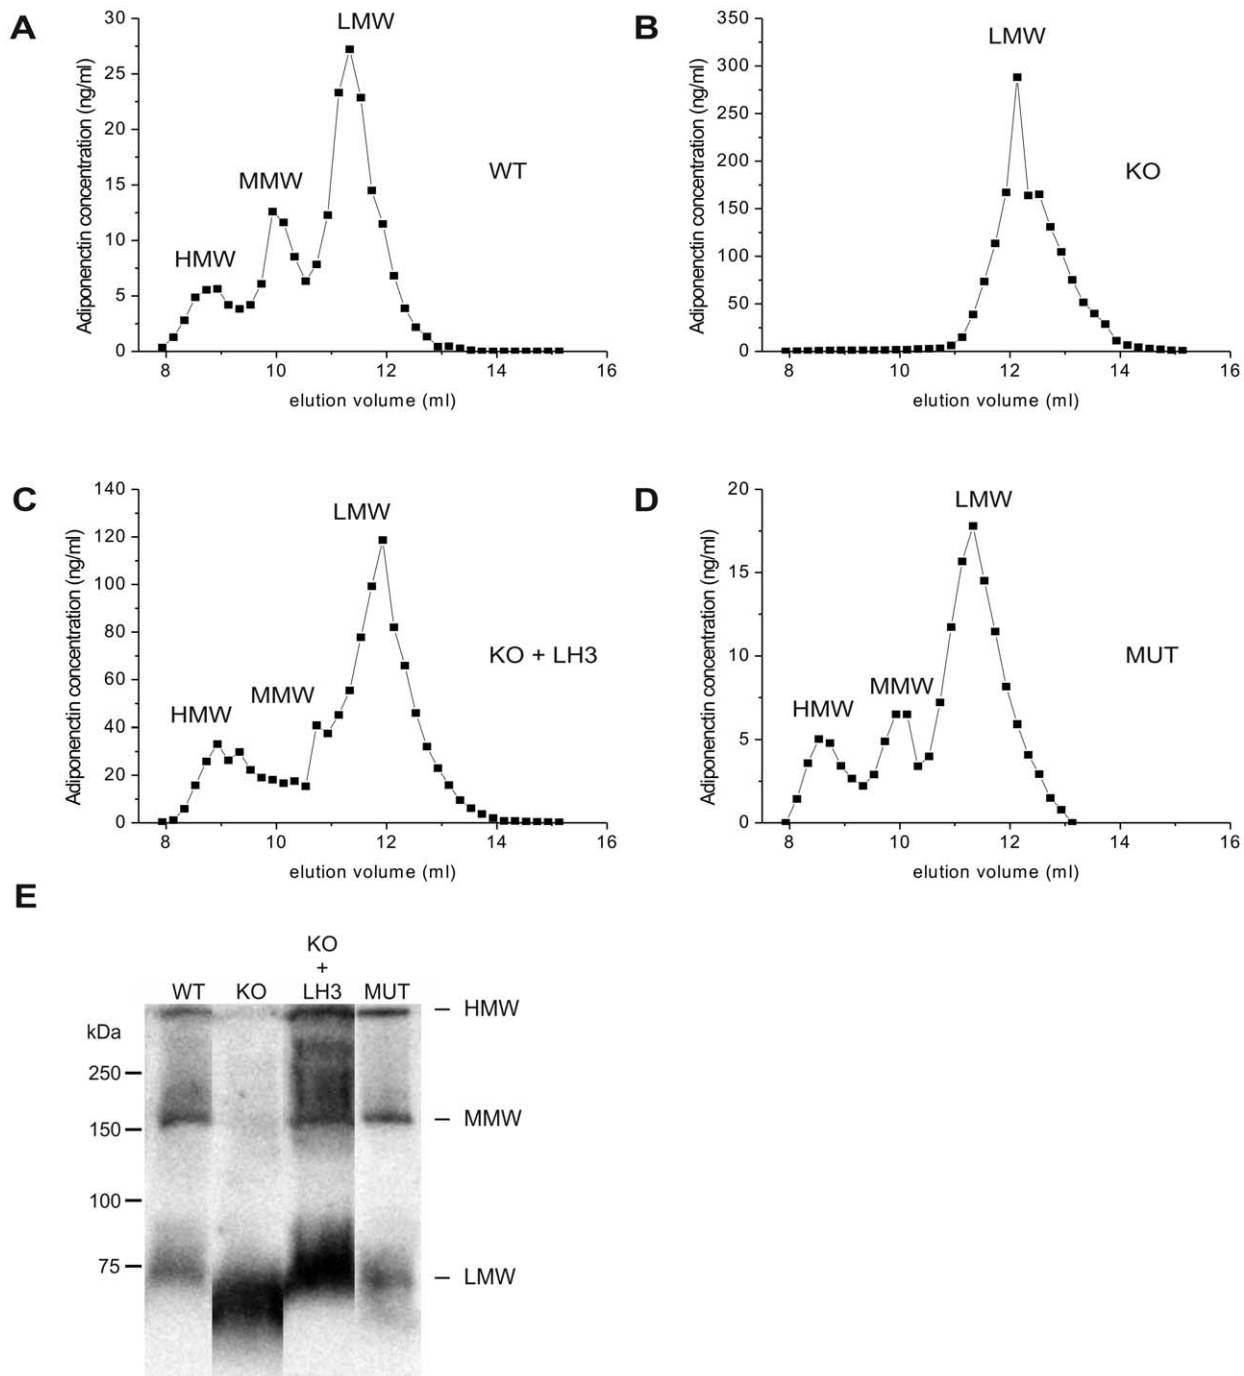 A
Adiponenctin concentration (ng/ml)
30
25
20
15
10
5
0
HMW
MMW
LMW
WT
8
10
12
14
16
elution volume (ml)
B
Adiponenctin concentration (ng/ml)
350
300
250
200
150
100
50
0
LMW
KO
8
10
12
14
16
elution volume (ml)
C
Adiponenctin concentration (ng/ml)
140
120
100
80
60
40
20
0
HMW
MMW
LMW
KO + LH3
8
10
12
14
16
elution volume (ml)
D
Adiponenctin concentration (ng/ml)
20
15
10
5
0
HMW
MMW
LMW
MUT
8
10
12
14
16
elution volume (ml)
E
WT
KO
KO
+
LH3
MUT
kDa
250
150
100
75
HMW
MMW
LMW